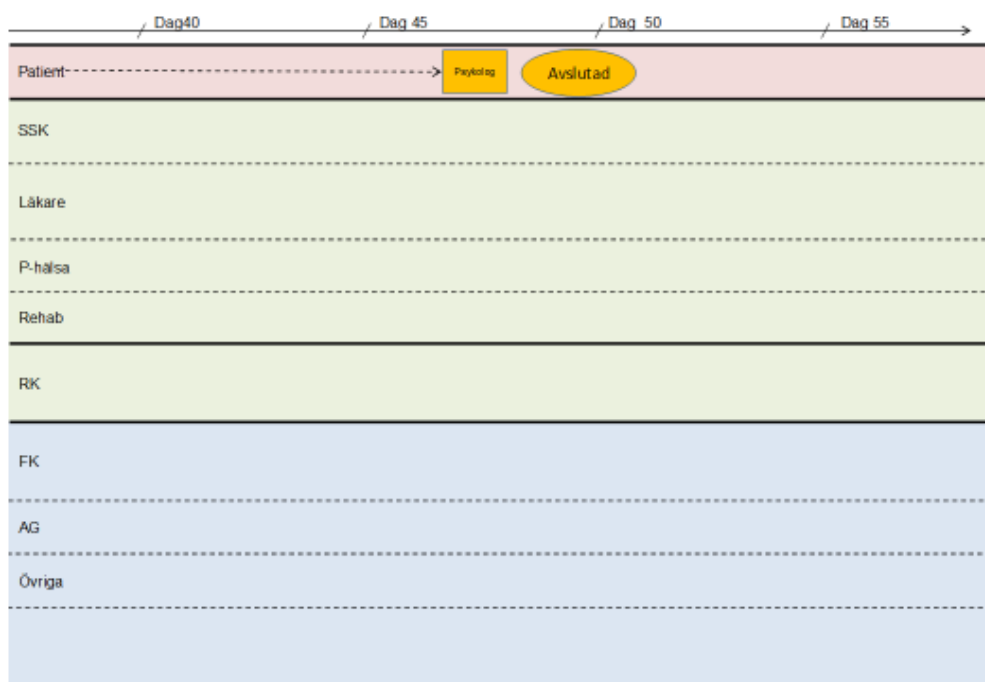 Dag40 Dag 45 Dag 50 Dag 55
Patient Psykolog Avslutad
SSK
Läkare
P-hälsa
Rehab
RK
FK
AG
Övriga